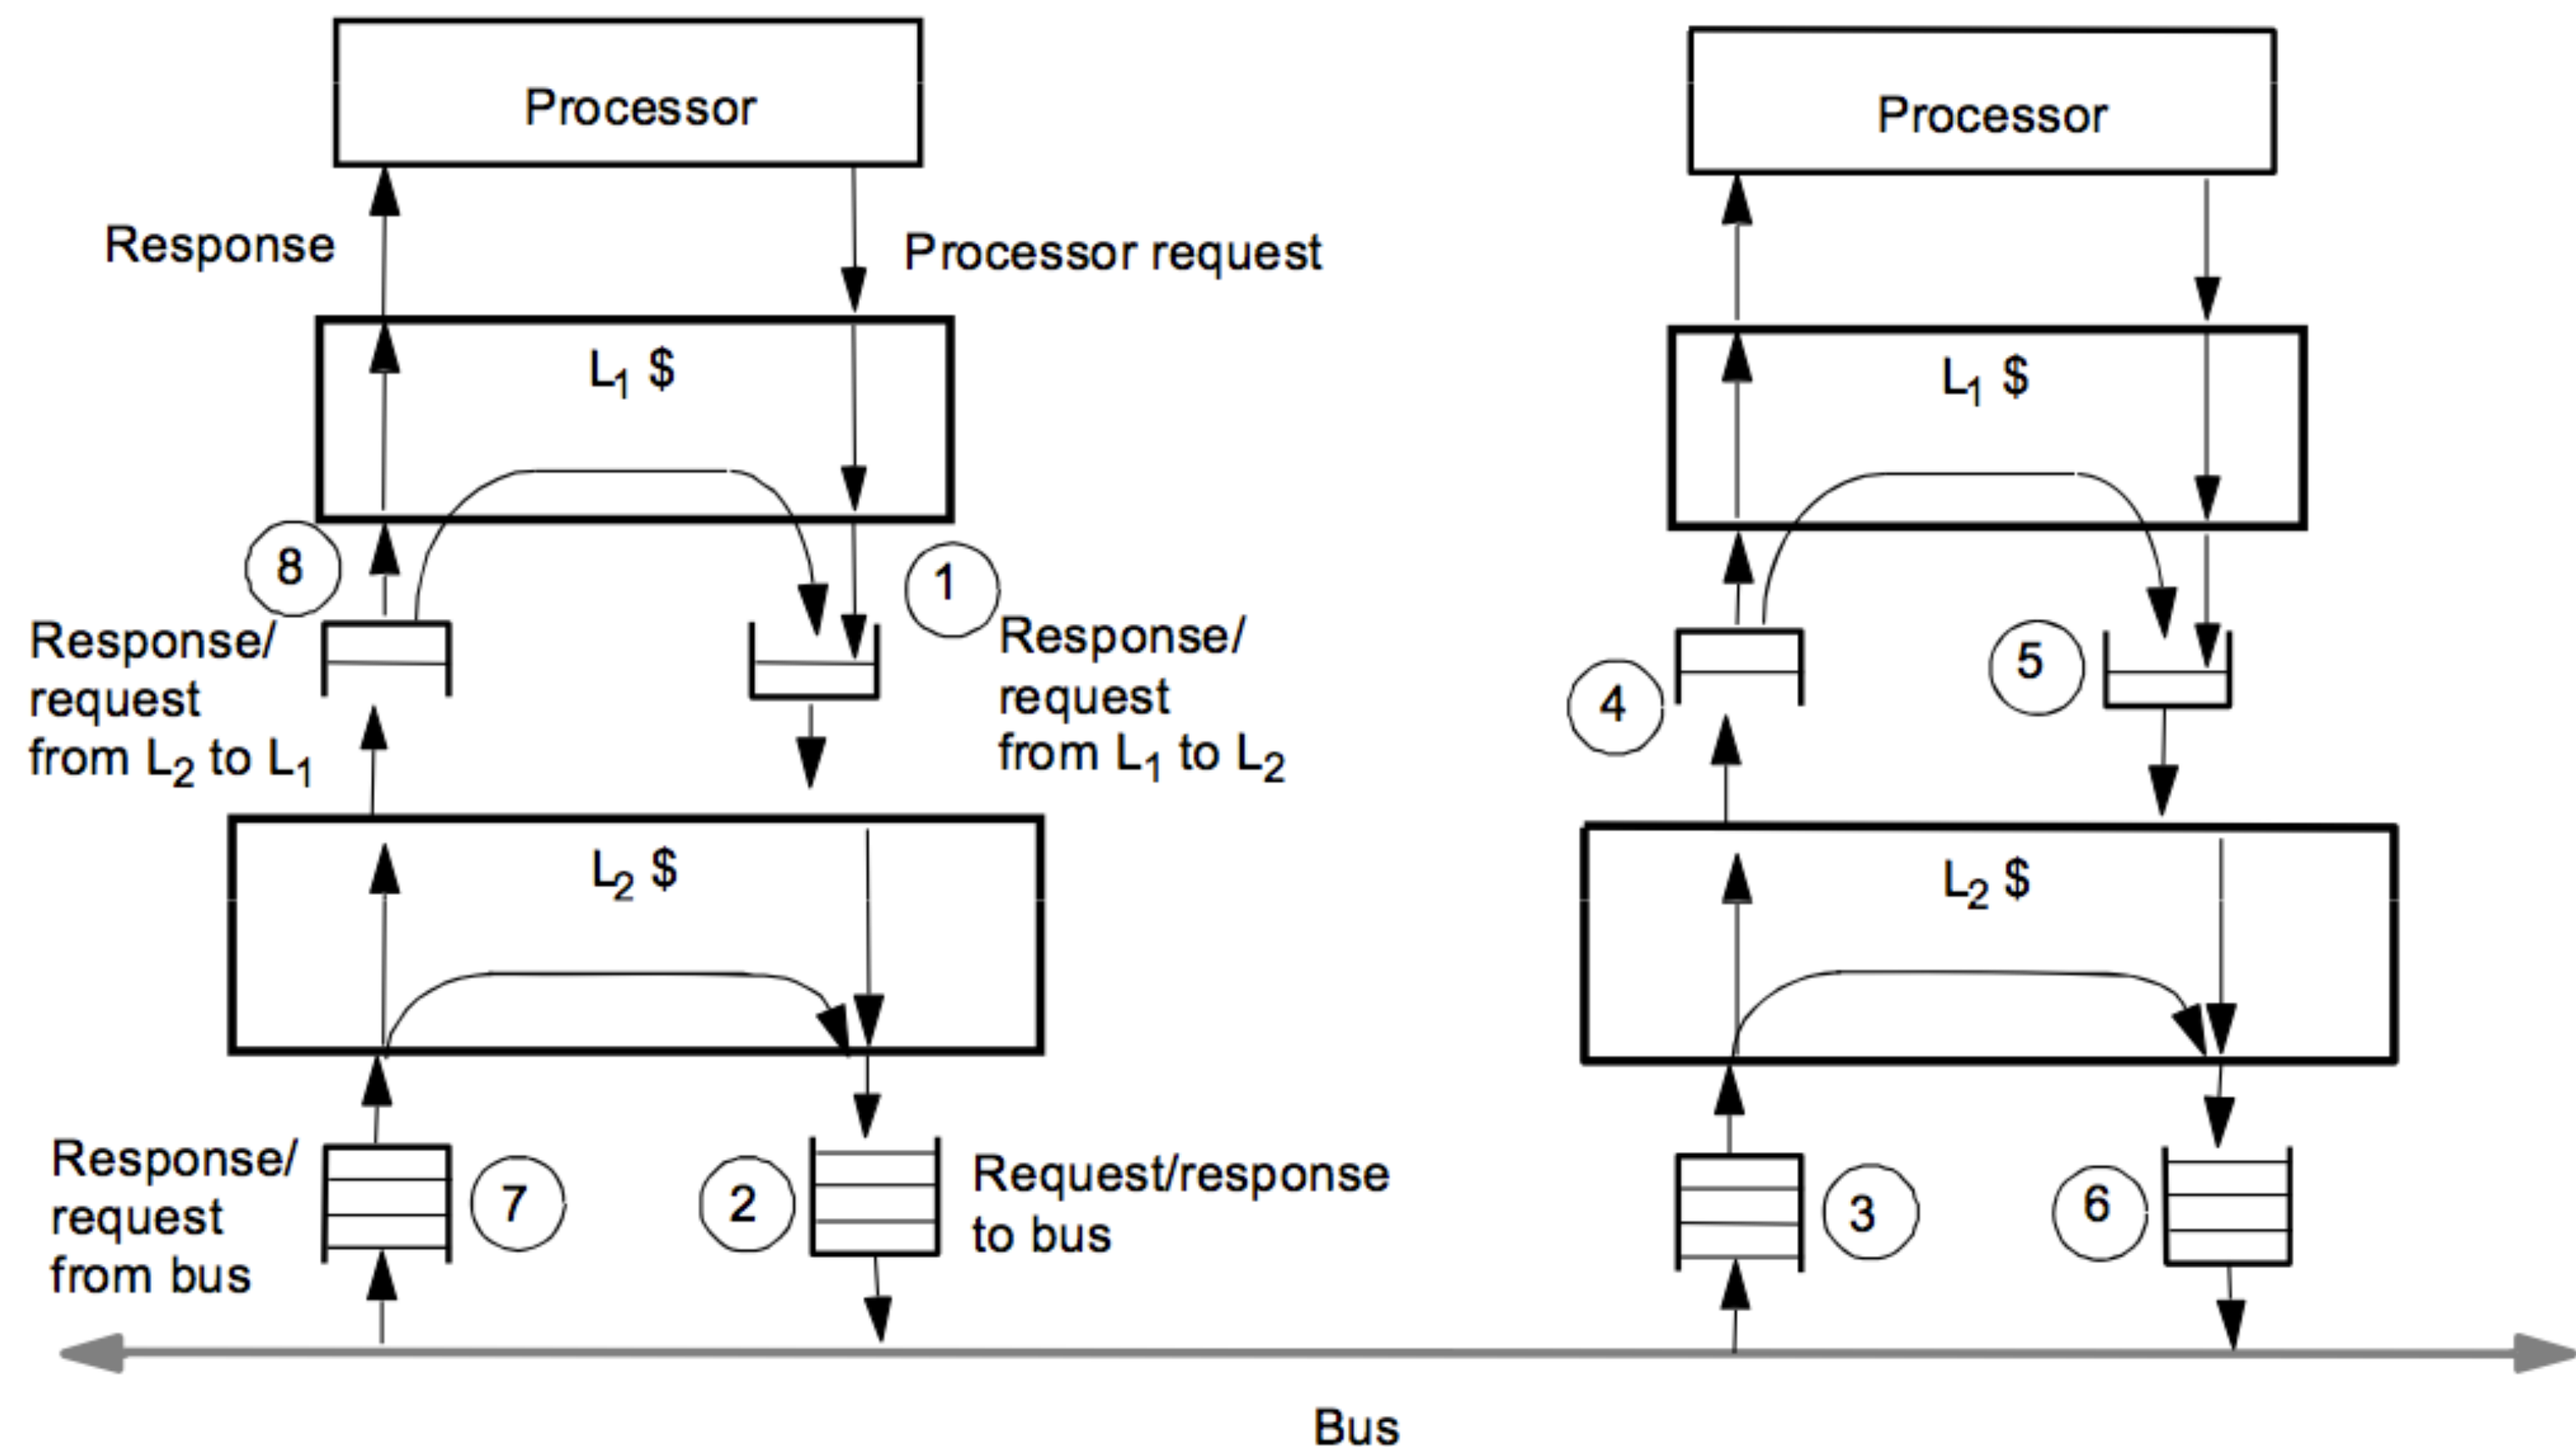 Processor
Processor
Response
Processor request
L1 $
L1 $
8
1
Response/
request
from L2 to L1
Response/
request
from L1 to L2
4
5
L2 $
L2 $
Response/
request
from bus
7
2
Request/response
to bus
3
6
Bus